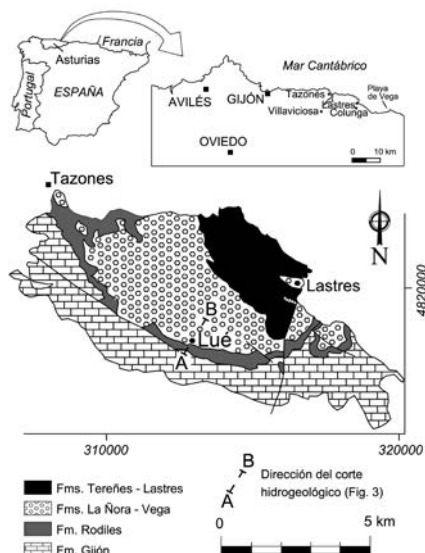 Francia
Asturias
Portugal
ESPAÑA
Mar Cantábrico
AVILÉS
GIJÓN
Tazones
Villaviciosa
Lastres
Colunga
Playa
de Vega
OVIEDO
0 10 km
Tazones
N
Lastres
B
Lué
A
4820000
310000
320000
Fms. Tereñes - Lastres
Fms. La Ñora - Vega
Fm. Rodiles
Fm. Gijón
B
A
Dirección del corte
hidrogeológico (Fig. 3)
0 5 km